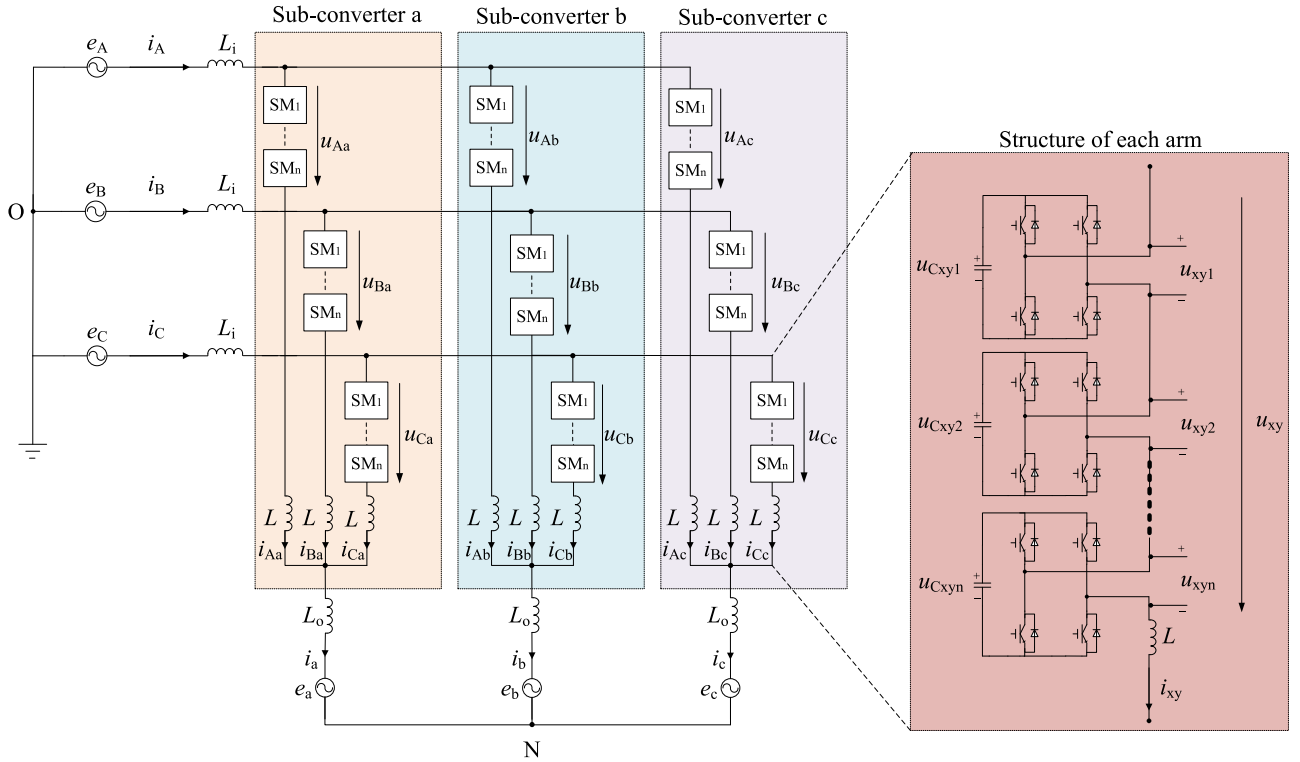 Sub-converter a
Sub-converter b
Sub-converter c
eA
iA
Li
SM1
SMn
uAa
SM1
SMn
uAb
SM1
SMn
uAc
O
eB
iB
Li
SM1
SMn
uBa
SM1
SMn
uBb
SM1
SMn
uBc
eC
iC
Li
SM1
SMn
uCa
SM1
SMn
uCb
SM1
SMn
uCc
L
L
L
L
L
L
L
L
L
iAa
iBa
iCa
iAb
iBb
iCb
iAc
iBc
iCc
Lo
Lo
Lo
ia
ib
ic
ea
eb
ec
N
Structure of each arm
uCxy1
+
−
+
uxy1
−
uCxy2
+
−
+
uxy2
−
uxy
uCxyn
+
−
+
uxyn
−
L
ixy